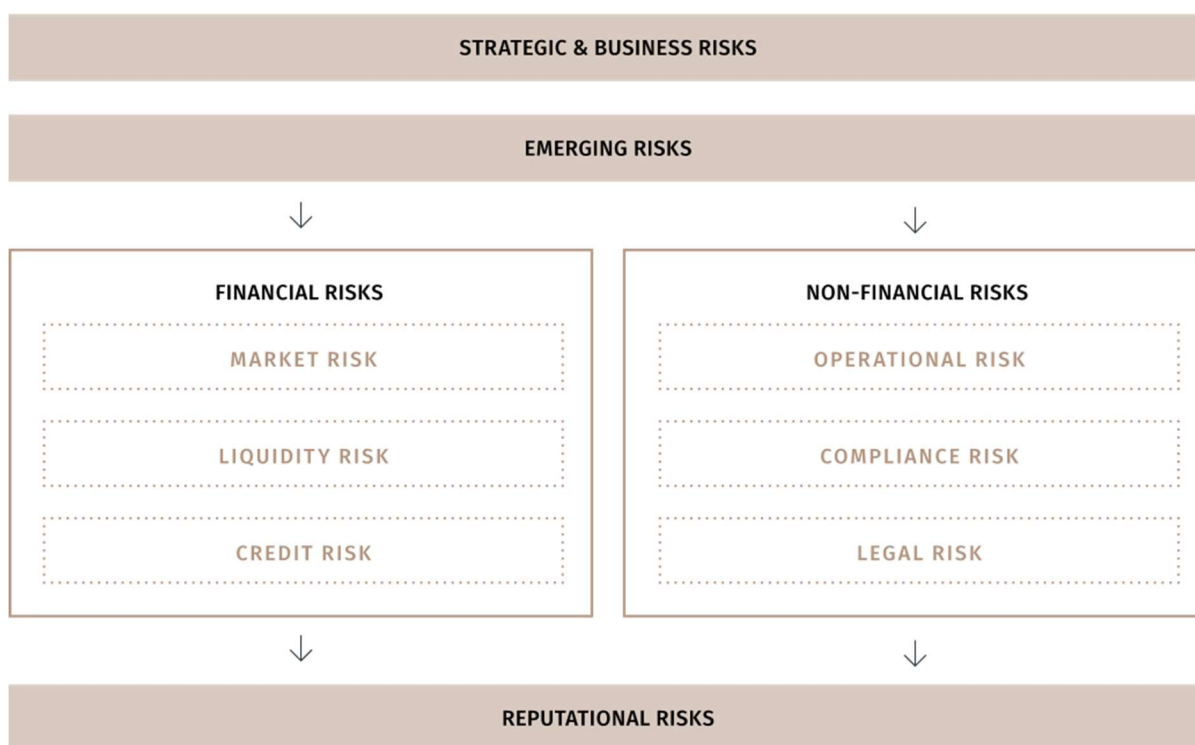 STRATEGIC & BUSINESS RISKS
EMERGING RISKS
FINANCIAL RISKS
MARKET RISK
LIQUIDITY RISK
CREDIT RISK
NON-FINANCIAL RISKS
OPERATIONAL RISK
COMPLIANCE RISK
LEGAL RISK
REPUTATIONAL RISKS